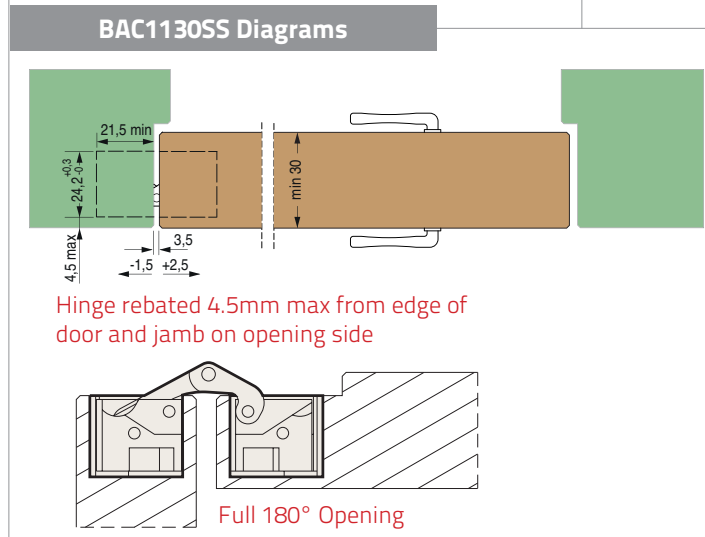 BAC1130SS Diagrams
21,5 min
24,2 +0,3 -0
min 30
4,5 max
3,5
-1,5 +2,5
Hinge rebated 4.5mm max from edge of
door and jamb on opening side
Full 180° Opening